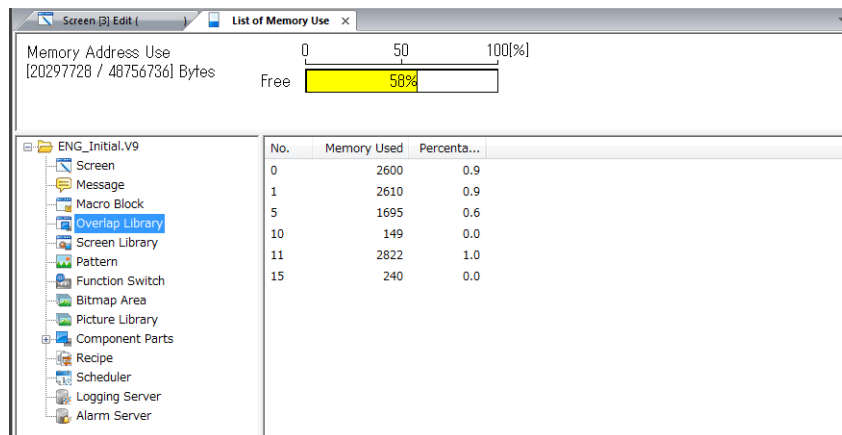 Screen [3] Edit ( )
List of Memory Use ×
Memory Address Use
[20297728 / 48756736] Bytes
0 50 100[%]
Free 58%
ENG_Initial.V9
Screen
Message
Macro Block
Overlap Library
Screen Library
Pattern
Function Switch
Bitmap Area
Picture Library
Component Parts
Recipe
Scheduler
Logging Server
Alarm Server
No. Memory Used Percenta...
0 2600 0.9
1 2610 0.9
5 1695 0.6
10 149 0.0
11 2822 1.0
15 240 0.0